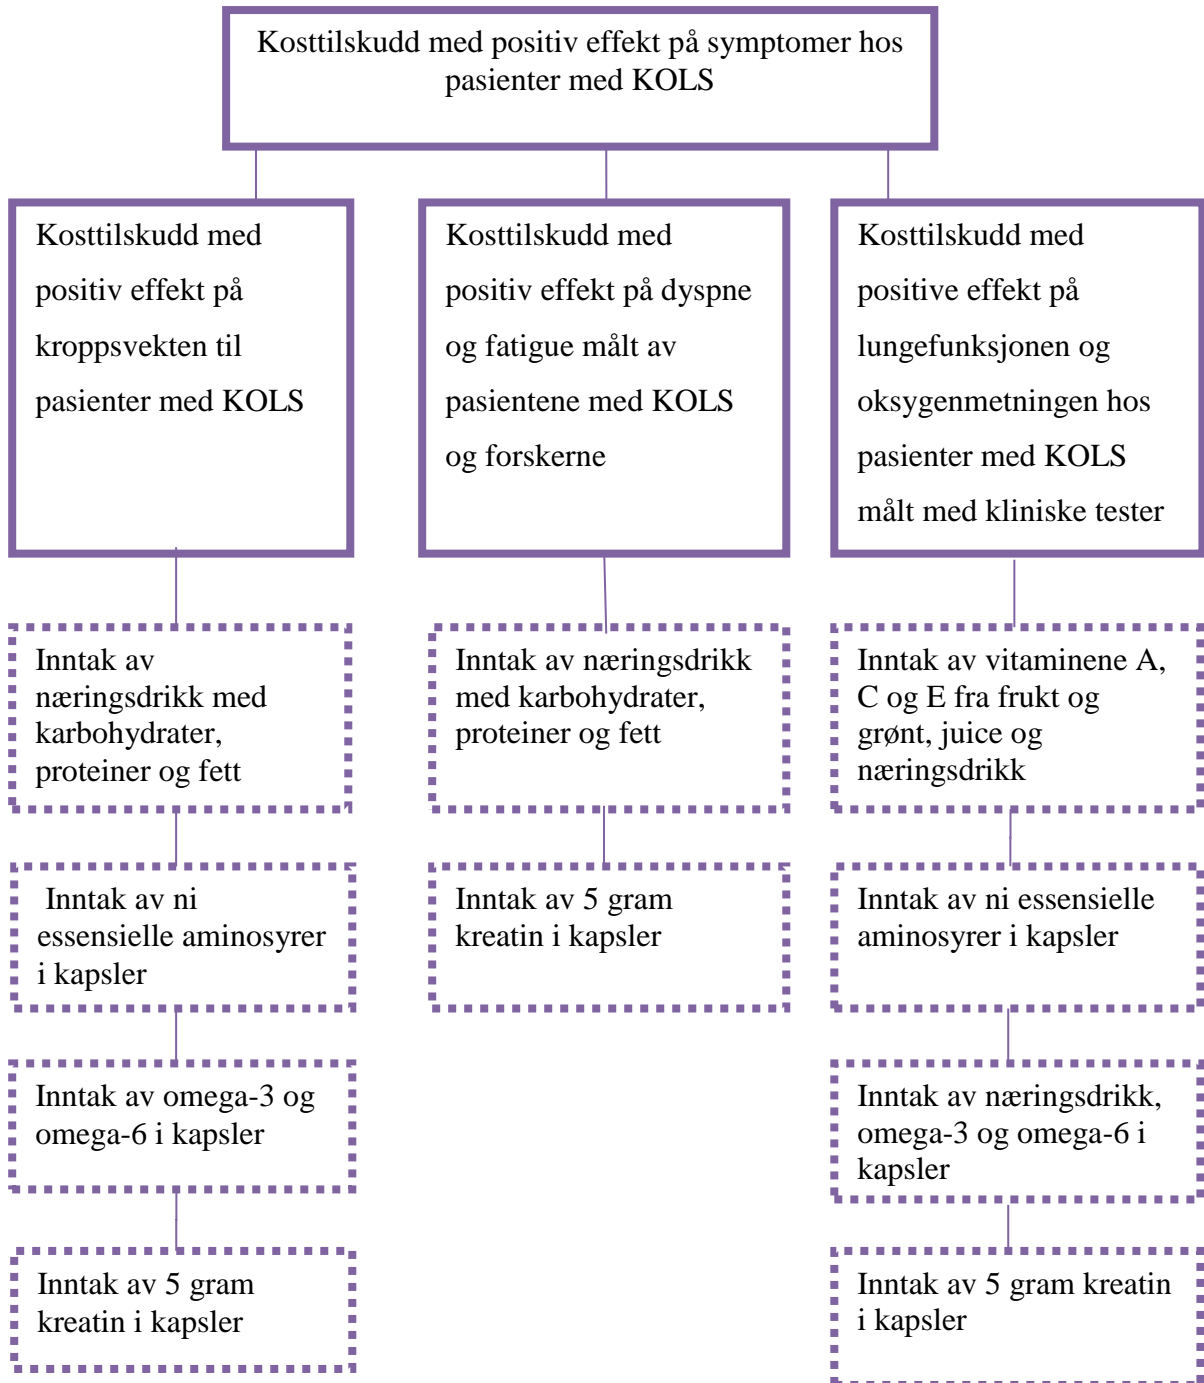 Kosttilskudd med positiv effekt på symptomer hos
pasienter med KOLS
Kosttilskudd med
positiv effekt på
kroppsvekten til
pasienter med KOLS
Kosttilskudd med
positiv effekt på dyspne
og fatigue målt av
pasientene med KOLS
og forskerne
Kosttilskudd med
positive effekt på
lungefunksjonen og
oksygenmetningen hos
pasienter med KOLS
målt med kliniske tester
Inntak av
næringsdrikk med
karbohydrater,
proteiner og fett
Inntak av næringsdrikk
med karbohydrater,
proteiner og fett
Inntak av vitaminene A,
C og E fra frukt og
grønt, juice og
næringsdrikk
Inntak av ni
essensielle aminosyrer
i kapsler
Inntak av 5 gram
kreatin i kapsler
Inntak av ni essensielle
aminosyrer i kapsler
Inntak av omega-3 og
omega-6 i kapsler
Inntak av næringsdrikk,
omega-3 og omega-6 i
kapsler
Inntak av 5 gram
kreatin i kapsler
Inntak av 5 gram kreatin
i kapsler